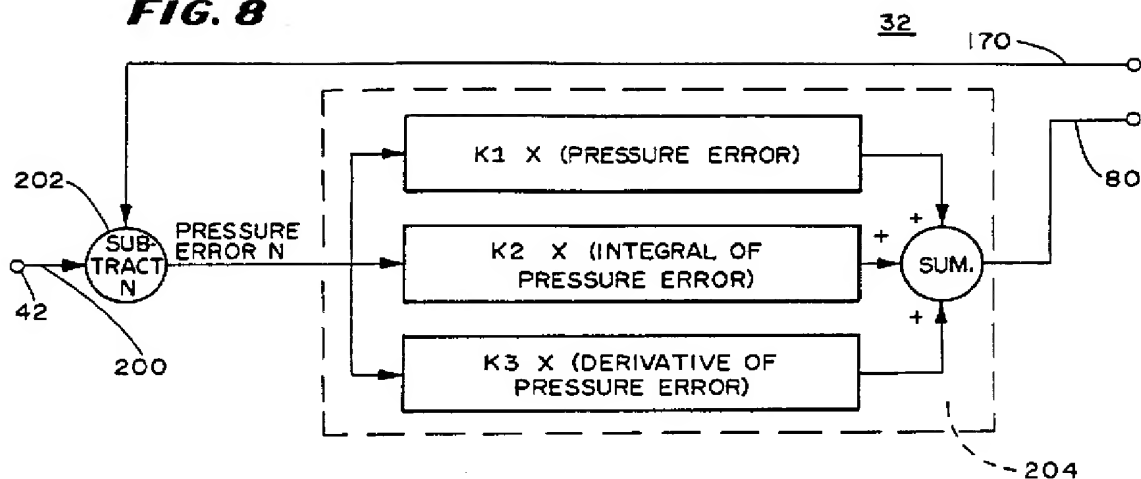 FIG. 8
32
170
80
K1 X (PRESSURE ERROR)
202
SUB-
TRACT
N
PRESSURE
ERROR N
+
K2 X (INTEGRAL OF
PRESSURE ERROR)
+
SUM.
42
200
+
K3 X (DERIVATIVE OF
PRESSURE ERROR)
204